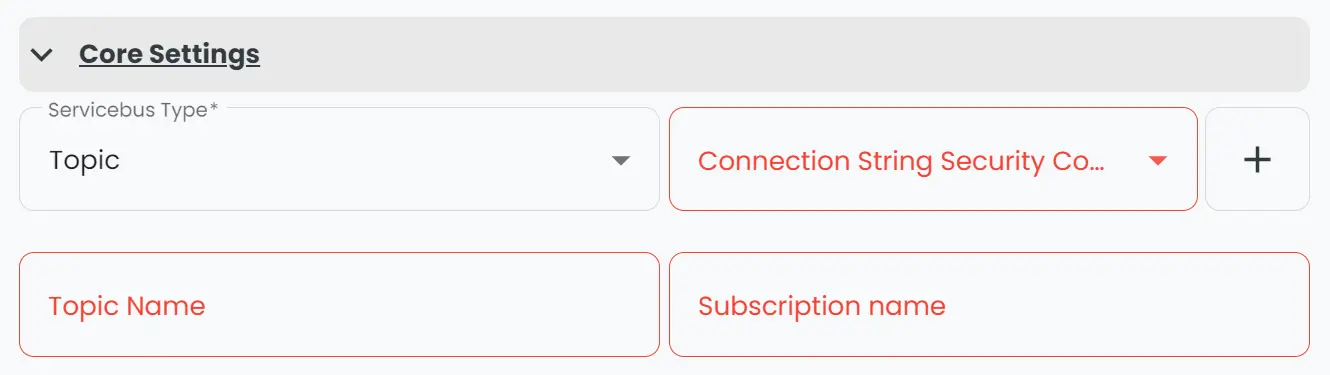 Core Settings
Servicebus Type*
Topic
Connection String Security Co...
Topic Name
Subscription name